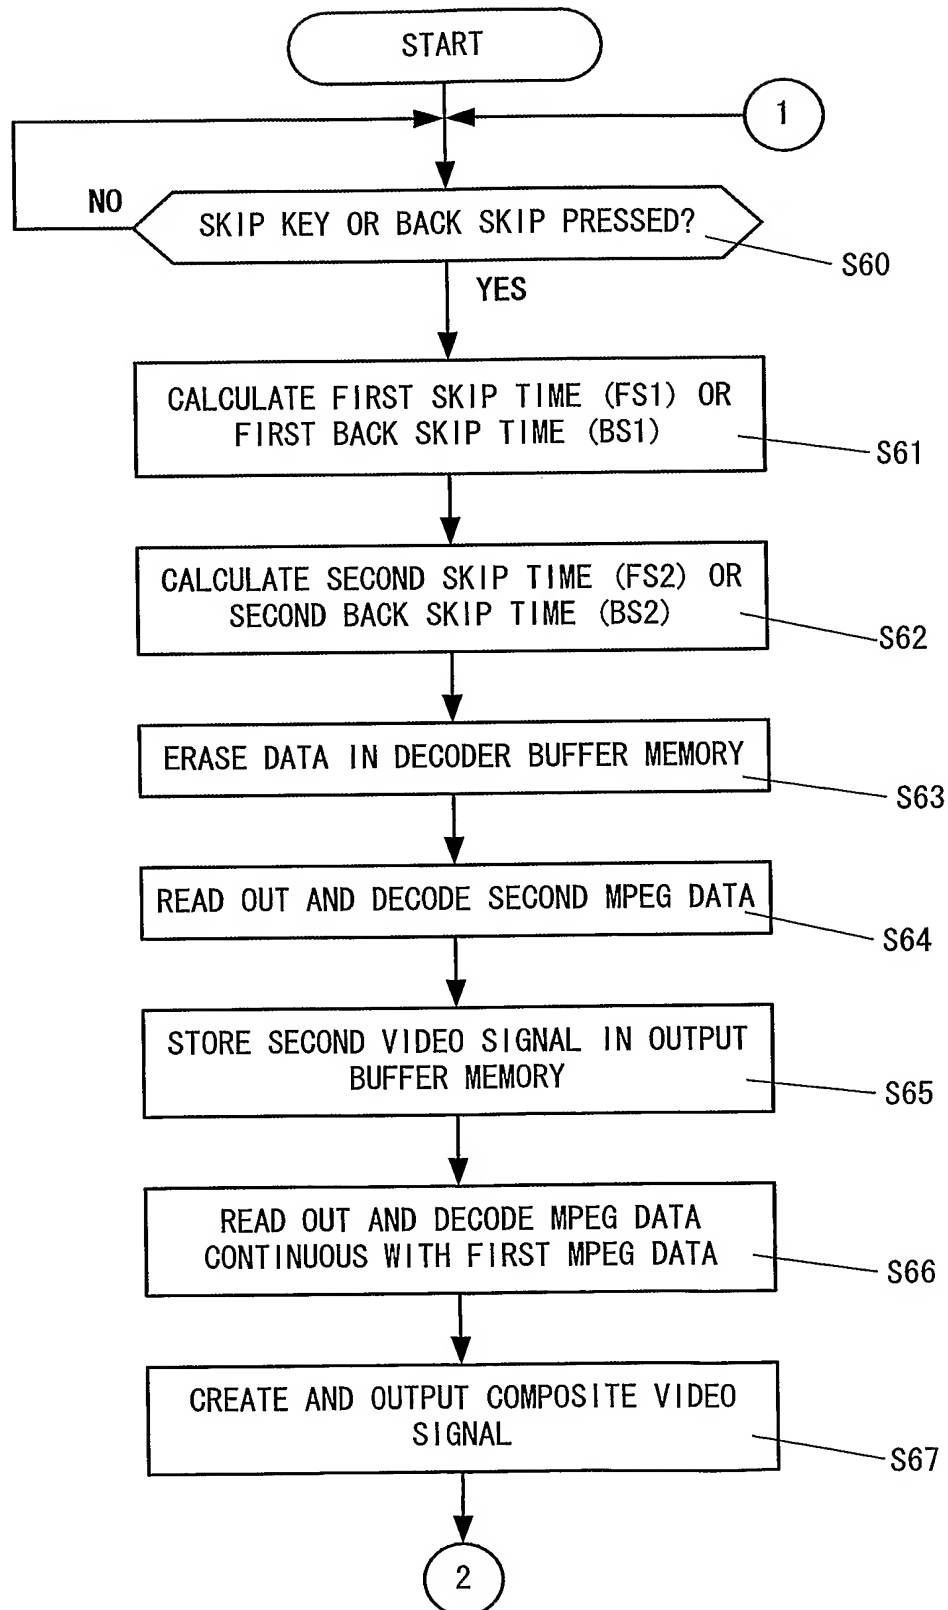 START
1
NO
SKIP KEY OR BACK SKIP PRESSED?
S60
YES
CALCULATE FIRST SKIP TIME (FS1) OR
FIRST BACK SKIP TIME (BS1)
S61
CALCULATE SECOND SKIP TIME (FS2) OR
SECOND BACK SKIP TIME (BS2)
S62
ERASE DATA IN DECODER BUFFER MEMORY
S63
READ OUT AND DECODE SECOND MPEG DATA
S64
STORE SECOND VIDEO SIGNAL IN OUTPUT
BUFFER MEMORY
S65
READ OUT AND DECODE MPEG DATA
CONTINUOUS WITH FIRST MPEG DATA
S66
CREATE AND OUTPUT COMPOSITE VIDEO
SIGNAL
S67
2